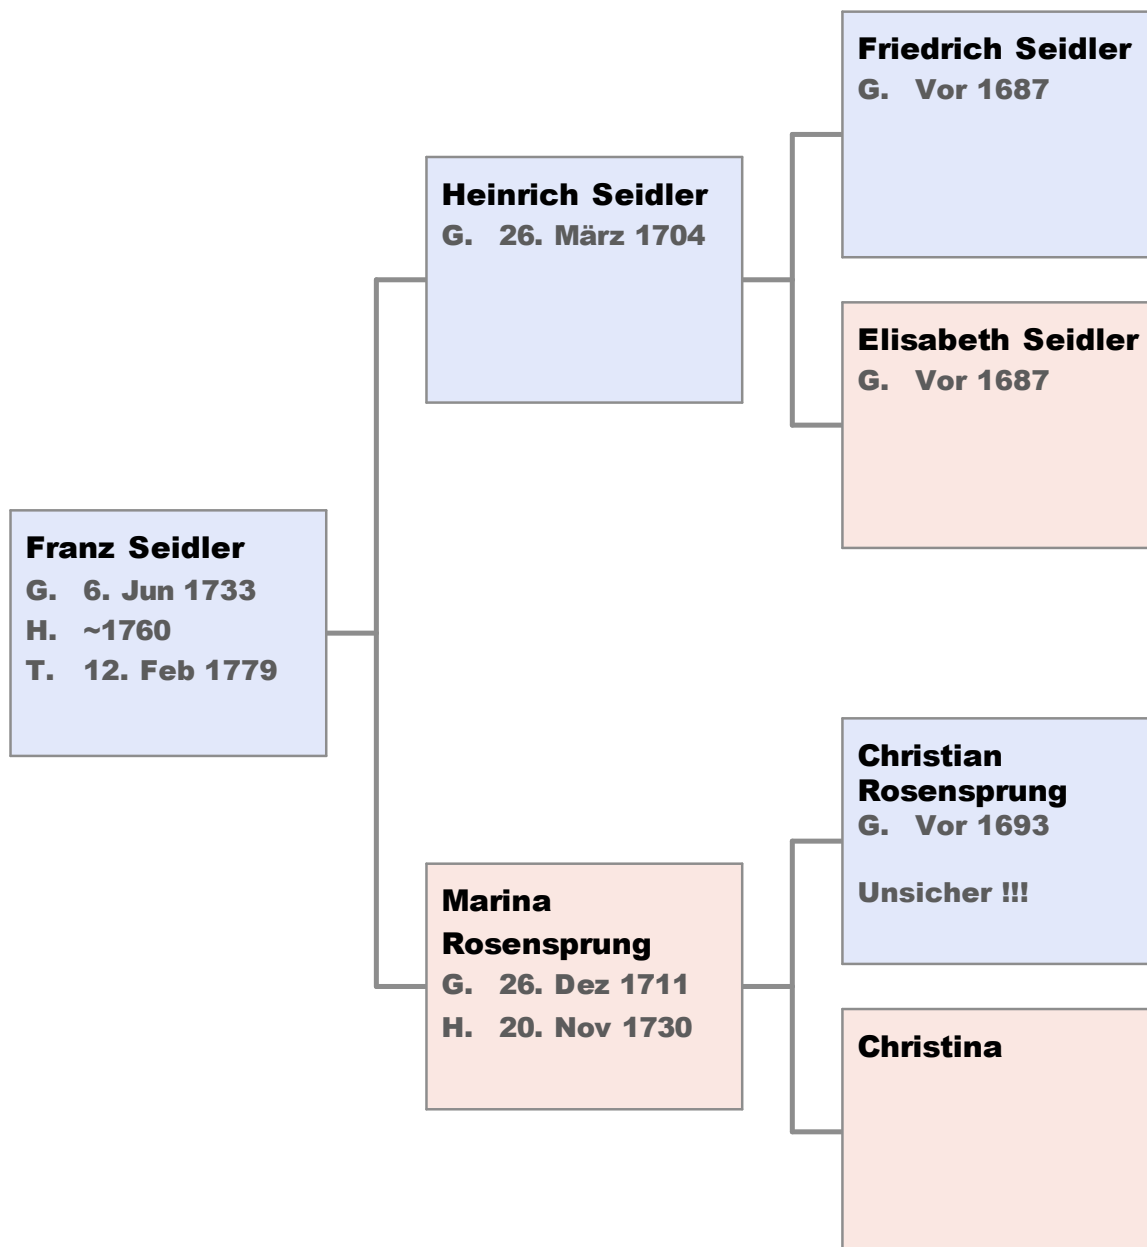 Friedrich Seidler
G. Vor 1687
Heinrich Seidler
G. 26. März 1704
Elisabeth Seidler
G. Vor 1687
Franz Seidler
G. 6. Jun 1733
H. ~1760
T. 12. Feb 1779
Christian
Rosensprung
G. Vor 1693
Unsicher !!!
Marina
Rosensprung
G. 26. Dez 1711
H. 20. Nov 1730
Christina